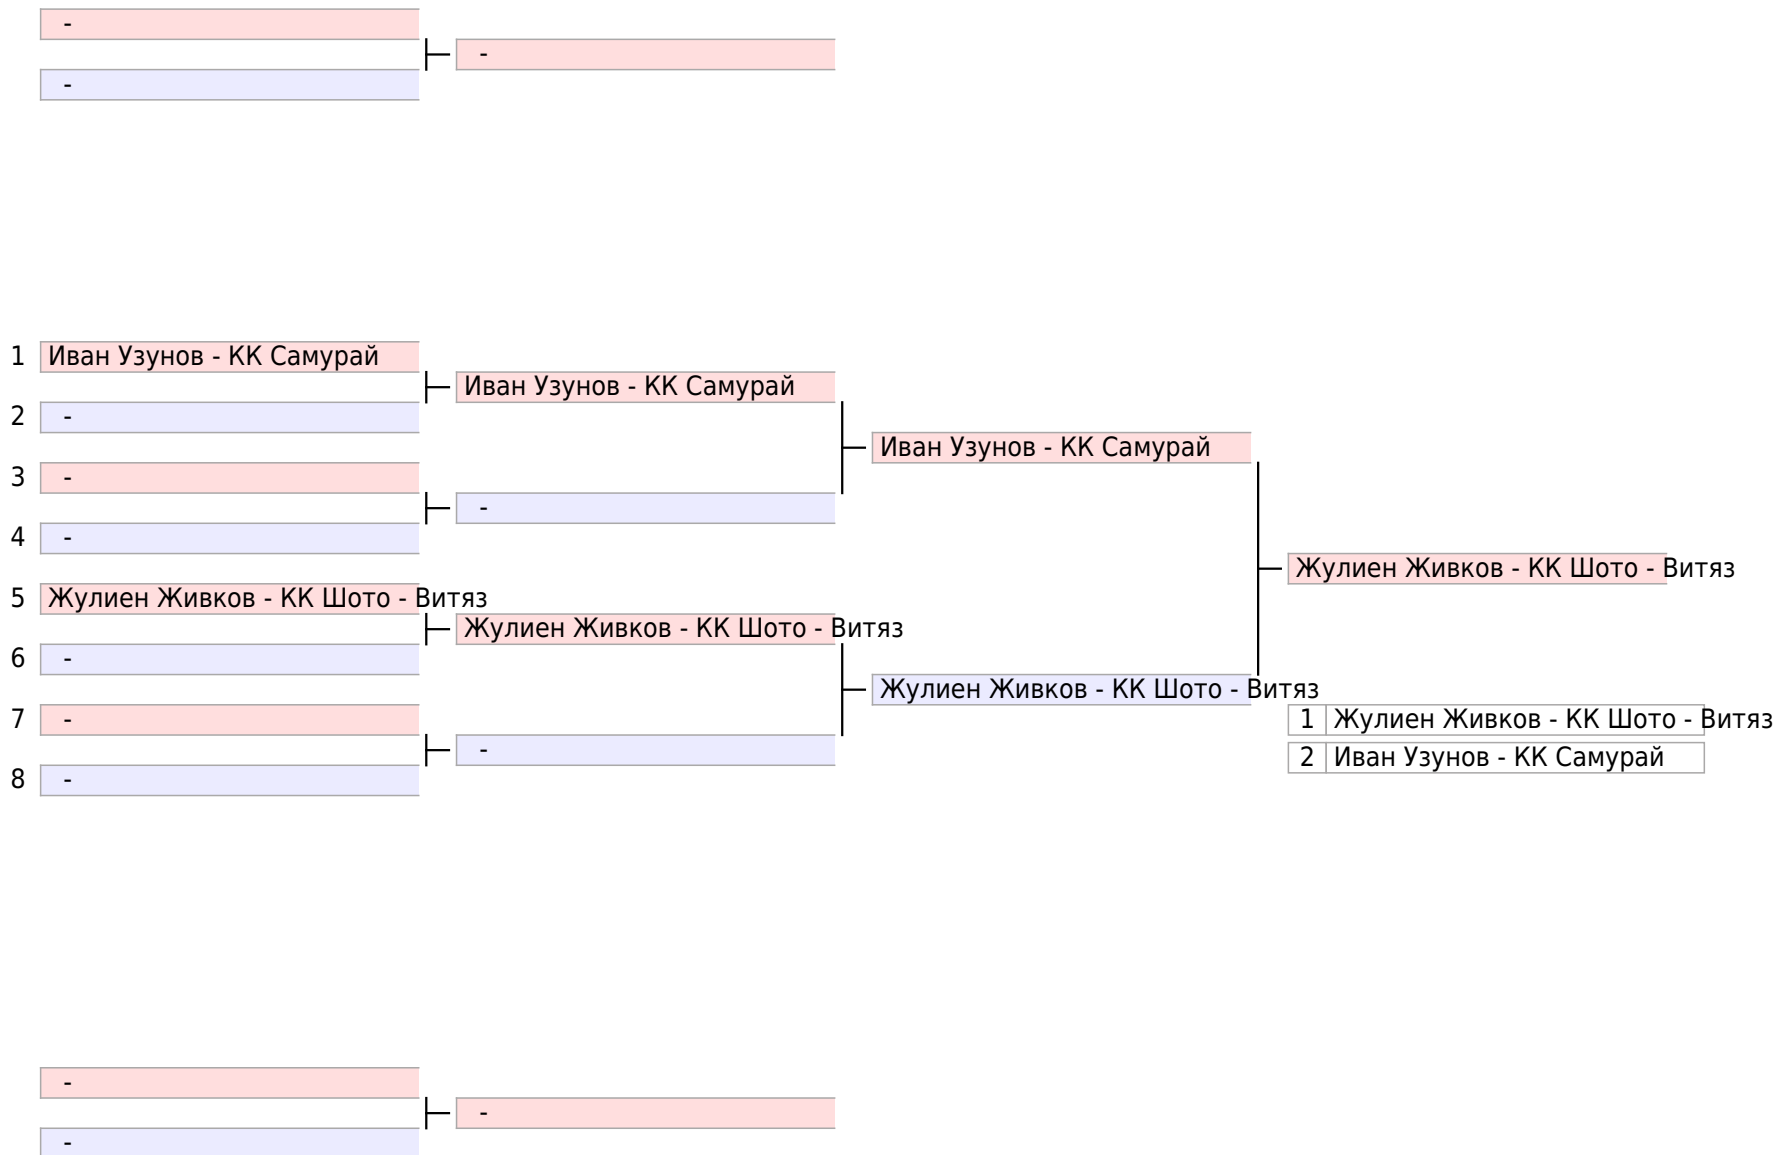 -
-
-
1 Иван Узунов - КК Самурай
Иван Узунов - КК Самурай
2 -
Иван Узунов - КК Самурай
3 -
-
4 -
Жулиен Живков - КК Шото - Витяз
5 Жулиен Живков - КК Шото - Витяз
Жулиен Живков - КК Шото - Витяз
6 -
Жулиен Живков - КК Шото - Витяз
7 -
1 Жулиен Живков - КК Шото - Витяз
-
2 Иван Узунов - КК Самурай
8 -
-
-
-